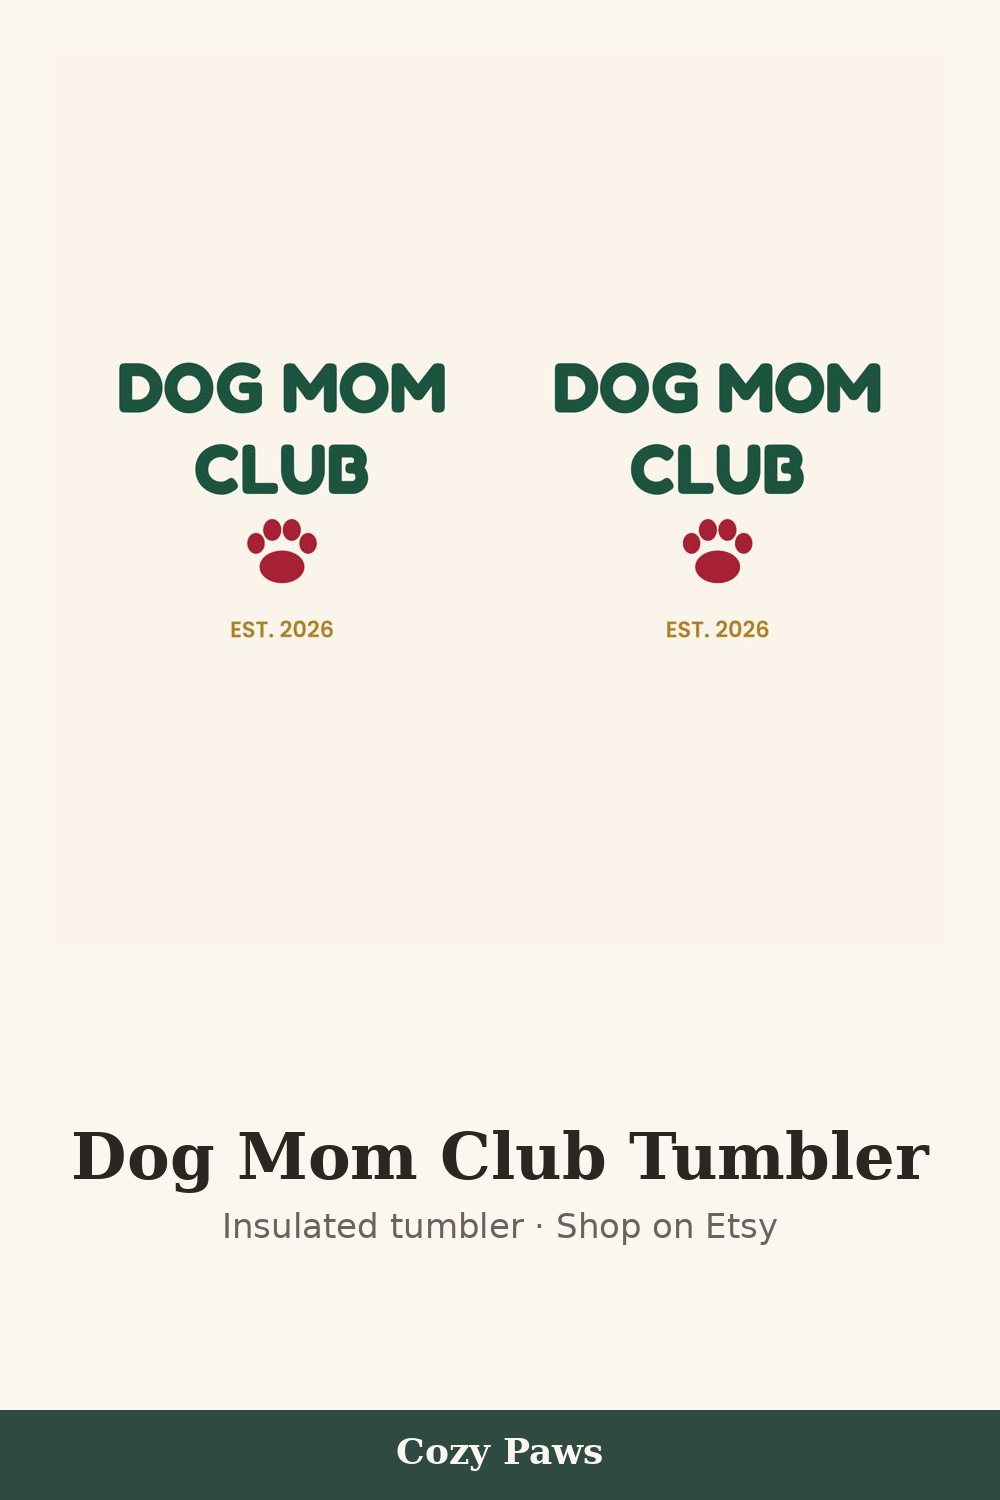 DOG MOM
CLUB
EST. 2026
DOG MOM
CLUB
EST. 2026
Dog Mom Club Tumbler
Insulated tumbler · Shop on Etsy
Cozy Paws